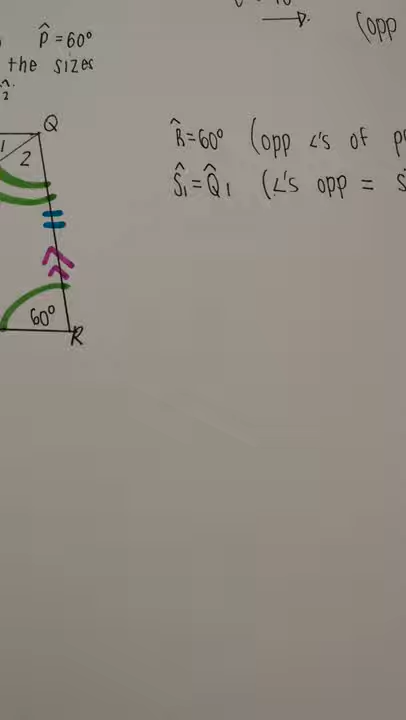 P̂ = 60°
the sizes
(opp
1 Q
2
R̂ = 60° (opp ∠'s of
Ŝ₁ = Q̂₁ (∠'s opp =
60°
R